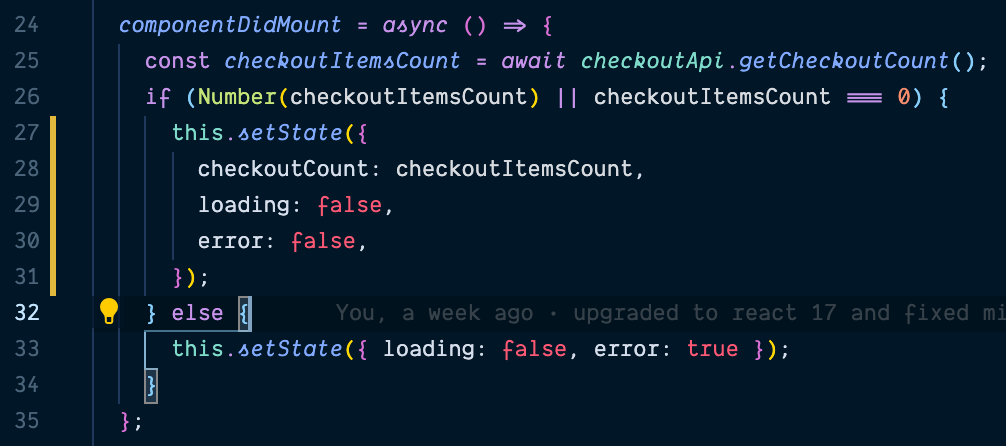 24 componentDidMount = async () => {
25 const checkoutItemsCount = await checkoutApi.getCheckoutCount();
26 if (Number(checkoutItemsCount) || checkoutItemsCount === 0) {
27 this.setState({
28 checkoutCount: checkoutItemsCount,
29 loading: false,
30 error: false,
31 });
32 } else { You, a week ago • upgraded to react 17 and fixed mi
33 this.setState({ loading: false, error: true });
34 }
35 };